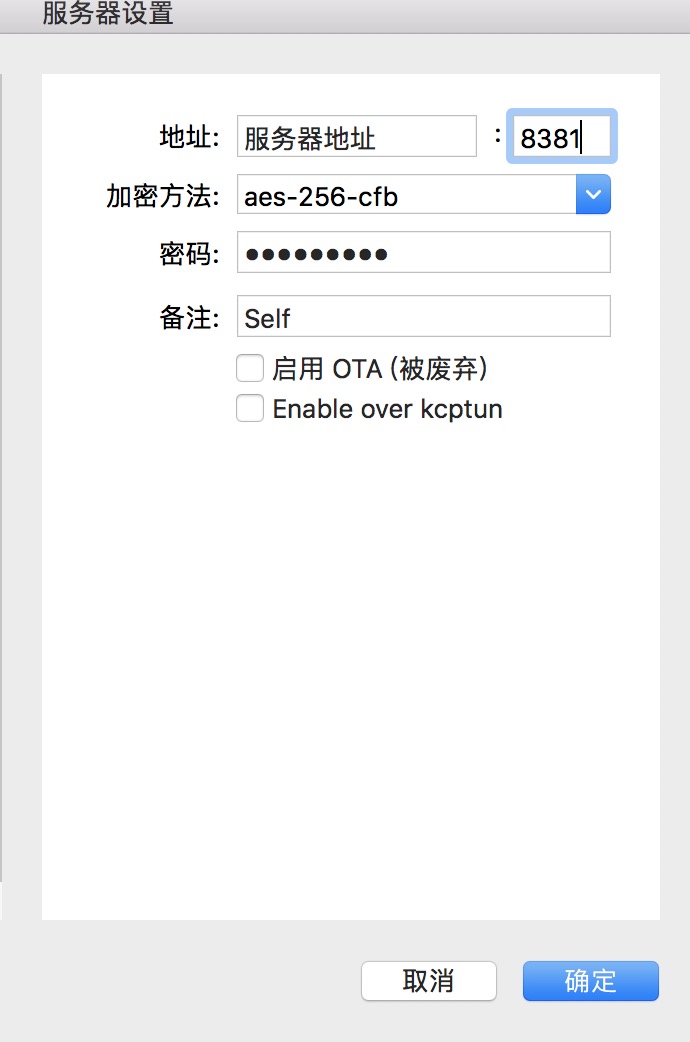 服务器设置
地址: 服务器地址 : 8381
加密方法: aes-256-cfb
密码: ●●●●●●●●●
备注: Self
启用 OTA (被废弃)
Enable over kcptun
取消 确定